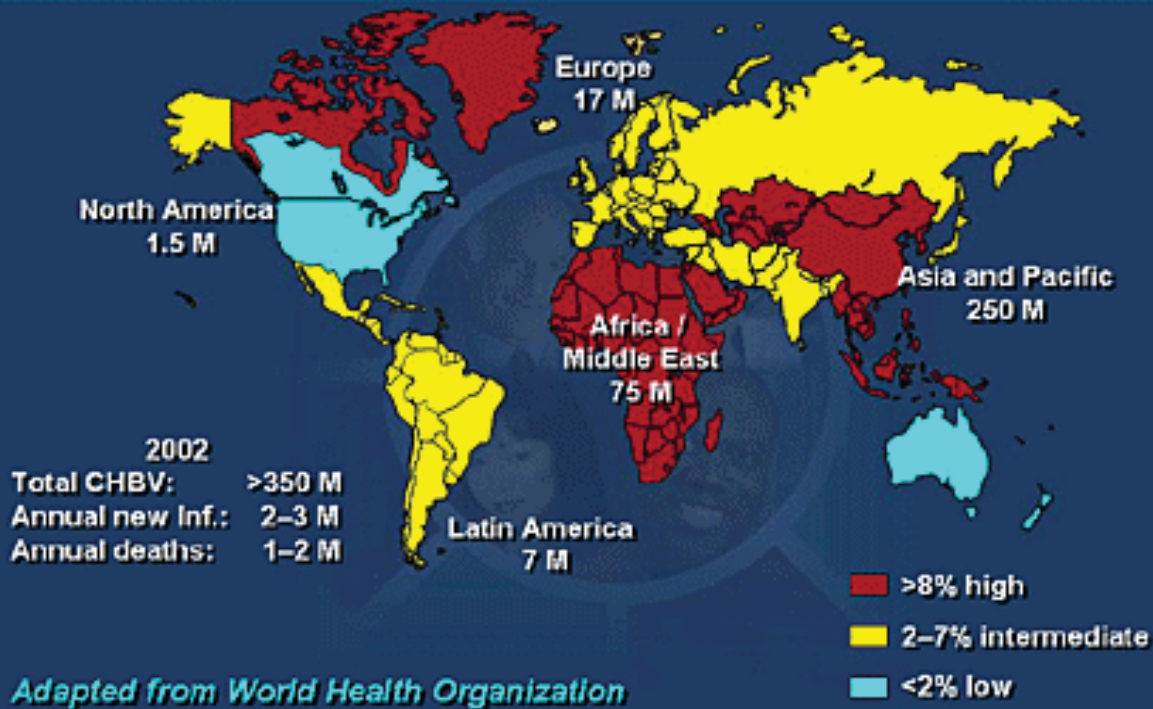 Europe
17 M
North America
1.5 M
Asia and Pacific
250 M
Africa /
Middle East
75 M
2002
Total CHBV: >350 M
Annual new Inf.: 2–3 M
Annual deaths: 1–2 M
Latin America
7 M
>8% high
2–7% intermediate
<2% low
Adapted from World Health Organization